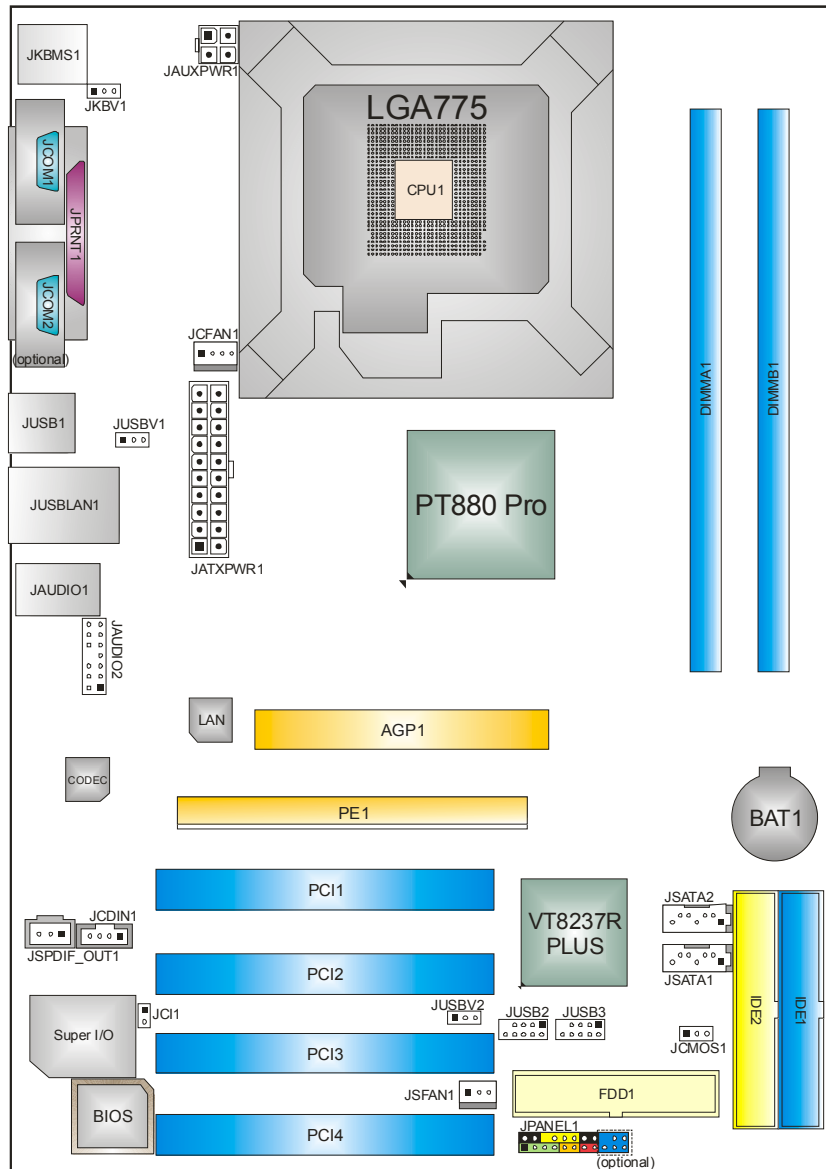 JKBMS1
JAUXPWR1
JKBV1
LGA775
CPU1
JCOM1
JPRNT1
JCOM2
(optional)
JCFAN1
DIMMA1
DIMMB1
JUSB1
JUSBV1
PT880 Pro
JUSBLAN1
JATXPWR1
JAUDIO1
JAUDIO2
LAN
AGP1
CODEC
PE1
BAT1
PCI1
JSATA2
VT8237R
PLUS
JCDIN1
JSPDIF_OUT1
JSATA1
PCI2
JUSBV2
JUSB2
JUSB3
JCI1
Super I/O
PCI3
JCMOS1
IDE2
IDE1
JSFAN1
FDD1
BIOS
PCI4
JPANEL1
(optional)